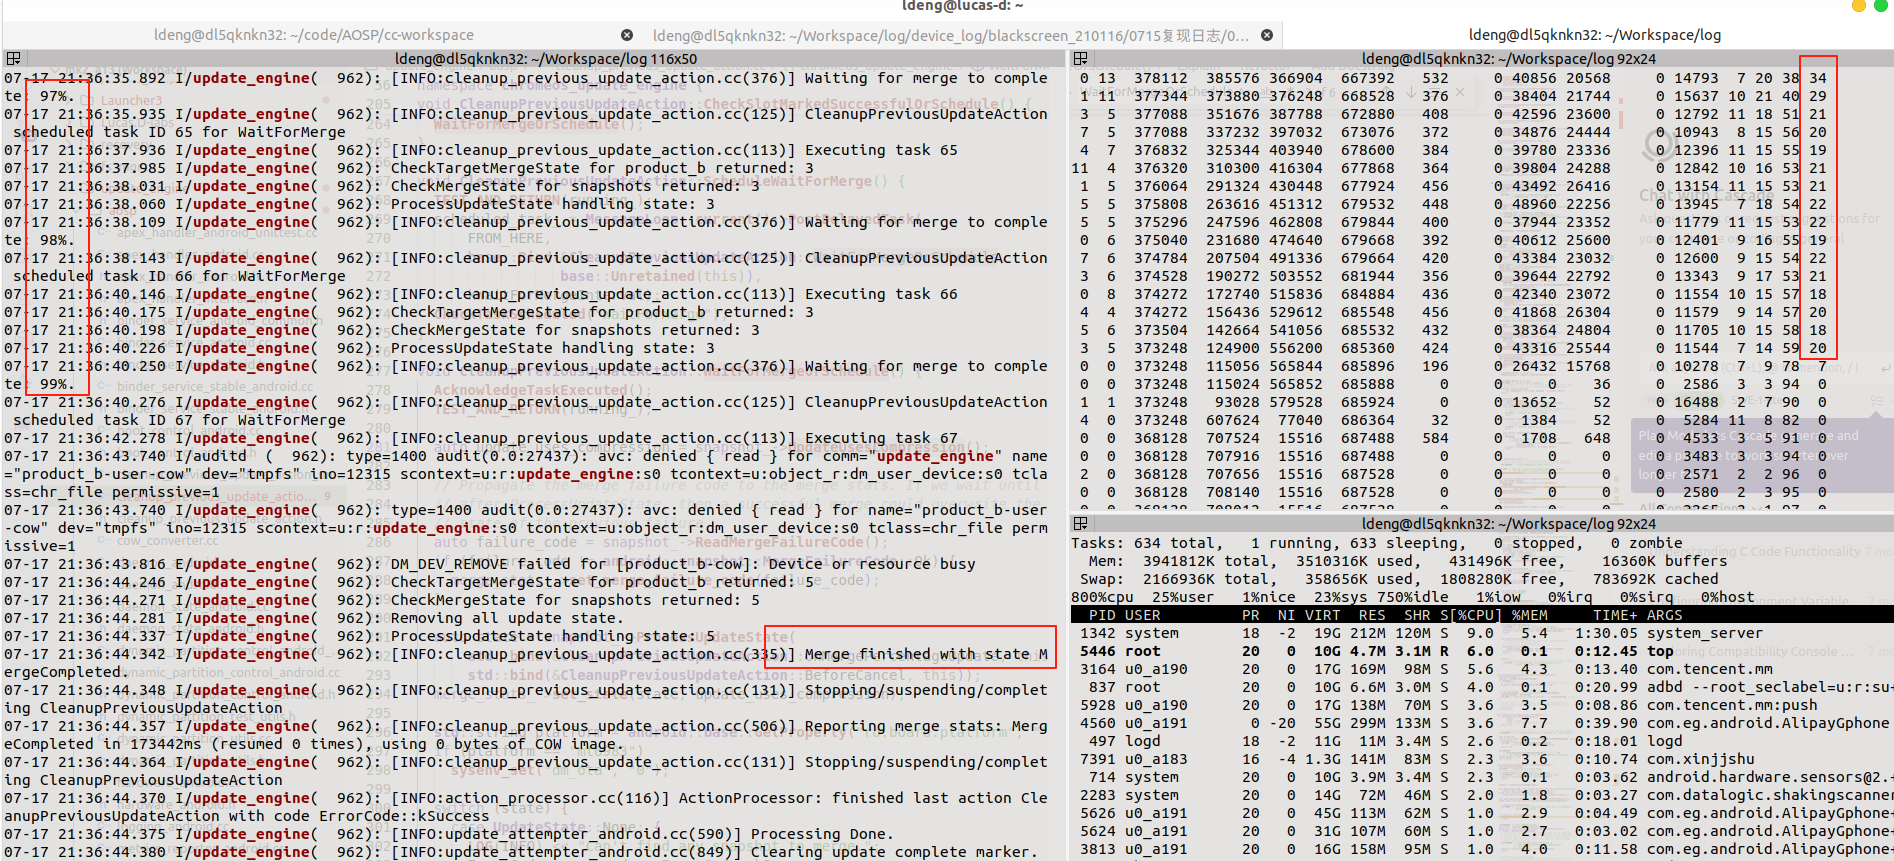 ldeng@lucas-d: ~
ldeng@dl5qknkn32: ~/code/AOSP/cc-workspace
ldeng@dl5qknkn32: ~/Workspace/log/device_log/blackscreen_210116/0715复现日志/0...
ldeng@dl5qknkn32: ~/Workspace/log
ldeng@dl5qknkn32: ~/Workspace/log 116x50
07-17 21:36:35.892 I/update_engine(  962): [INFO:cleanup_previous_update_action.cc(376)] Waiting for merge to comple
te: 97%.
07-17 21:36:35.935 I/update_engine(  962): [INFO:cleanup_previous_update_action.cc(125)] CleanupPreviousUpdateAction
 scheduled task ID 65 for WaitForMerge
07-17 21:36:37.936 I/update_engine(  962): [INFO:cleanup_previous_update_action.cc(113)] Executing task 65
07-17 21:36:37.985 I/update_engine(  962): CheckTargetMergeState for product_b returned: 3
07-17 21:36:38.031 I/update_engine(  962): CheckMergeState for snapshots returned: 3
07-17 21:36:38.060 I/update_engine(  962): ProcessUpdateState handling state: 3
07-17 21:36:38.109 I/update_engine(  962): [INFO:cleanup_previous_update_action.cc(376)] Waiting for merge to comple
te: 98%.
07-17 21:36:38.143 I/update_engine(  962): [INFO:cleanup_previous_update_action.cc(125)] CleanupPreviousUpdateAction
 scheduled task ID 66 for WaitForMerge
07-17 21:36:40.146 I/update_engine(  962): [INFO:cleanup_previous_update_action.cc(113)] Executing task 66
07-17 21:36:40.175 I/update_engine(  962): CheckTargetMergeState for product_b returned: 3
07-17 21:36:40.198 I/update_engine(  962): CheckMergeState for snapshots returned: 3
07-17 21:36:40.226 I/update_engine(  962): ProcessUpdateState handling state: 3
07-17 21:36:40.250 I/update_engine(  962): [INFO:cleanup_previous_update_action.cc(376)] Waiting for merge to comple
te: 99%.
07-17 21:36:40.276 I/update_engine(  962): [INFO:cleanup_previous_update_action.cc(125)] CleanupPreviousUpdateAction
 scheduled task ID 67 for WaitForMerge
07-17 21:36:42.278 I/update_engine(  962): [INFO:cleanup_previous_update_action.cc(113)] Executing task 67
07-17 21:36:43.740 I/auditd  (  962): type=1400 audit(0.0:27437): avc: denied { read } for comm="update_engine" name
="product_b-user-cow" dev="tmpfs" ino=12315 scontext=u:r:update_engine:s0 tcontext=u:object_r:dm_user_device:s0 tcla
ss=chr_file permissive=1
07-17 21:36:43.740 I/update_engine(  962): type=1400 audit(0.0:27437): avc: denied { read } for name="product_b-user
-cow" dev="tmpfs" ino=12315 scontext=u:r:update_engine:s0 tcontext=u:object_r:dm_user_device:s0 tclass=chr_file perm
issive=1
07-17 21:36:43.816 E/update_engine(  962): DM_DEV_REMOVE failed for [product_b-cow]: Device or resource busy
07-17 21:36:44.246 I/update_engine(  962): CheckTargetMergeState for product_b returned: 5
07-17 21:36:44.271 I/update_engine(  962): CheckMergeState for snapshots returned: 5
07-17 21:36:44.281 I/update_engine(  962): Removing all update state.
07-17 21:36:44.337 I/update_engine(  962): ProcessUpdateState handling state: 5
07-17 21:36:44.342 I/update_engine(  962): [INFO:cleanup_previous_update_action.cc(335)] Merge finished with state M
ergeCompleted.
07-17 21:36:44.348 I/update_engine(  962): [INFO:cleanup_previous_update_action.cc(131)] Stopping/suspending/complet
ing CleanupPreviousUpdateAction
07-17 21:36:44.357 I/update_engine(  962): [INFO:cleanup_previous_update_action.cc(506)] Reporting merge stats: Merg
eCompleted in 173442ms (resumed 0 times), using 0 bytes of COW image.
07-17 21:36:44.364 I/update_engine(  962): [INFO:cleanup_previous_update_action.cc(131)] Stopping/suspending/complet
ing CleanupPreviousUpdateAction
07-17 21:36:44.370 I/update_engine(  962): [INFO:action_processor.cc(116)] ActionProcessor: finished last action Cle
anupPreviousUpdateAction with code ErrorCode::kSuccess
07-17 21:36:44.375 I/update_engine(  962): [INFO:update_attempter_android.cc(590)] Processing Done.
07-17 21:36:44.380 I/update_engine(  962): [INFO:update_attempter_android.cc(849)] Clearing update complete marker.
ldeng@dl5qknkn32: ~/Workspace/log 92x24
0 13 378112 385576 366904 667392 532 0 40856 20568 0 14793 7 20 38 34
1 11 377344 373880 376248 668528 376 0 38404 21744 0 15637 10 21 40 29
3 5 377088 351676 387788 672880 408 0 42596 23600 0 12792 11 18 51 21
7 5 377088 337232 397032 673076 372 0 34876 24444 0 10943 8 15 56 20
4 7 376832 325344 403940 678600 384 0 39780 23336 0 12396 11 15 55 19
11 4 376320 310300 416304 677868 364 0 39804 24288 0 12842 10 16 53 21
1 5 376064 291324 430448 677924 456 0 43492 26416 0 13154 11 15 53 21
5 5 375808 263616 451312 679532 448 0 48960 22256 0 13945 7 18 54 22
5 5 375296 247596 462808 679844 400 0 37944 23352 0 11779 11 15 53 22
0 6 375040 231680 474640 679668 392 0 40612 25600 0 12401 9 16 55 19
7 6 374784 207504 491336 679664 420 0 43384 23032 0 12600 9 15 54 22
3 6 374528 190272 503552 681944 356 0 39644 22792 0 13343 9 17 53 21
0 8 374272 172740 515836 684884 436 0 42340 23072 0 11554 10 15 57 18
4 4 374272 156436 529612 685548 456 0 41868 26304 0 11579 9 14 57 20
5 6 373504 142664 541056 685532 432 0 38364 24804 0 11705 10 15 58 18
3 5 373248 124900 556200 685360 424 0 43316 25544 0 11544 7 14 59 20
0 0 373248 115056 565844 685896 196 0 26432 15768 0 10278 7 7 79 7
0 0 373248 115024 565852 685888 0 0 0 36 0 2586 3 3 94 0
1 1 373248 93028 579528 685924 0 0 13652 52 0 16488 3 7 90 0
4 0 373248 607624 77040 686364 32 0 1384 52 0 5284 11 8 82 0
0 0 368128 707524 15516 687488 584 0 1708 648 0 4533 3 5 91 0
0 0 368128 707916 15516 687488 0 0 0 0 0 3483 3 2 94 0
2 0 368128 707656 15516 687528 0 0 0 0 0 2571 2 2 96 0
0 0 368128 708140 15516 687528 0 0 0 0 0 2580 2 3 95 0
ldeng@dl5qknkn32: ~/Workspace/log 92x24
Tasks: 634 total,   1 running, 633 sleeping,   0 stopped,   0 zombie
  Mem:  3941812K total,  3510316K used,   431496K free,    16360K buffers
 Swap:  2166936K total,   358656K used,  1808280K free,   783692K cached
800%cpu  25%user   1%nice  23%sys 750%idle   1%iow   0%irq   0%sirq   0%host
PID USER PR NI VIRT RES SHR S[%CPU] %MEM TIME+ ARGS
1342 system 18 -2 19G 212M 120M S 9.0 5.4 1:30.05 system_server
5446 root 20 0 10G 4.7M 3.1M R 6.0 0.1 0:12.45 top
3164 u0_a190 20 0 17G 169M 98M S 5.6 4.3 0:13.40 com.tencent.mm
837 root 20 0 10G 6.6M 3.0M S 4.0 0.1 0:20.99 adbd --root_seclabel=u:r:su+
5928 u0_a190 20 0 17G 138M 70M S 3.6 3.5 0:08.86 com.tencent.mm:push
4560 u0_a191 0 -20 55G 299M 133M S 3.6 7.7 0:39.90 com.eg.android.AlipayGphone
497 logd 18 -2 11G 11M 3.4M S 2.6 0.2 0:18.01 logd
7391 u0_a183 16 -4 1.3G 141M 83M S 2.3 3.6 0:10.74 com.xinjjshu
714 system 20 0 10G 3.9M 3.4M S 2.3 0.1 0:03.62 android.hardware.sensors@2.+
2283 system 20 0 14G 72M 46M S 2.0 1.8 0:03.27 com.datalogic.shakingscanner
5626 u0_a191 20 0 45G 113M 62M S 1.0 2.9 0:04.49 com.eg.android.AlipayGphon+
5624 u0_a191 20 0 31G 107M 60M S 1.0 2.7 0:03.02 com.eg.android.AlipayGphon+
3813 u0_a191 20 0 16G 158M 95M S 1.0 4.0 0:11.58 com.eg.android.AlipayGphon+